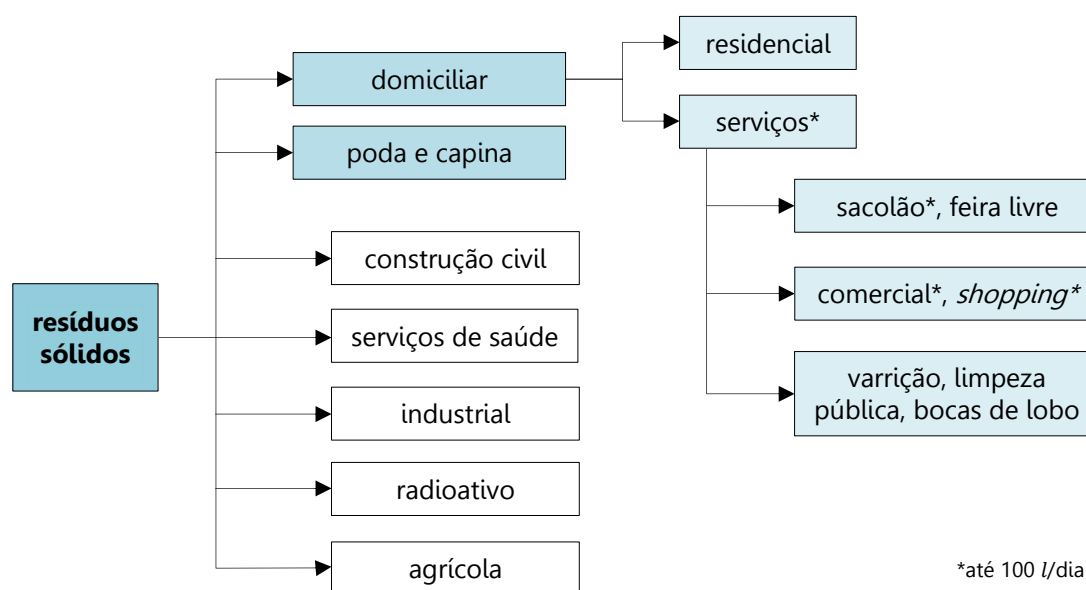 resíduos
sólidos
domiciliar
poda e capina
construção civil
serviços de saúde
industrial
radioativo
agrícola
residencial
serviços*
sacolão*, feira livre
comercial*, shopping*
varrição, limpeza
pública, bocas de lobo
*até 100 l/dia